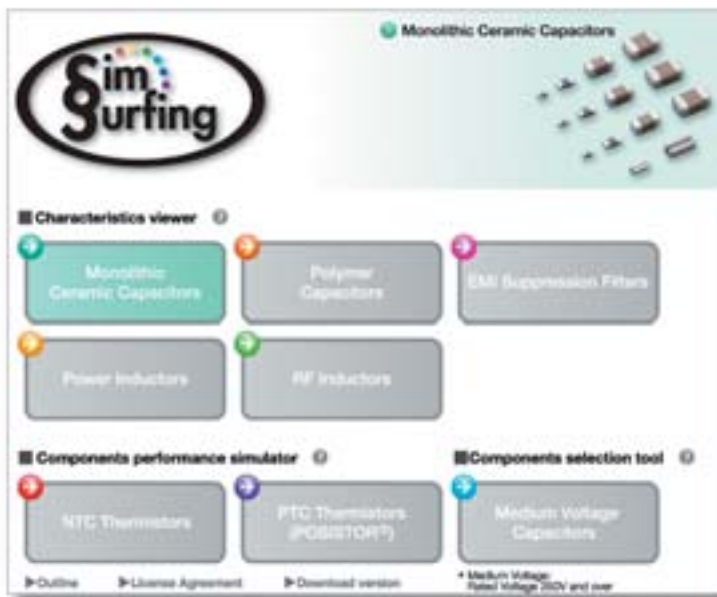 Sim
Surfing
Monolithic Ceramic Capacitors
Characteristics viewer ?
Monolithic
Ceramic Capacitors
Polymer
Capacitors
EMI Suppression Filters
Power Inductors
RF Inductors
Components performance simulator ?
Components selection tool ?
NTC Thermistors
PTC Thermistors
(POSISTOR®)
Medium Voltage
Capacitors
Outline
License Agreement
Download version
* Medium Voltage:
Rated Voltage 250V and over